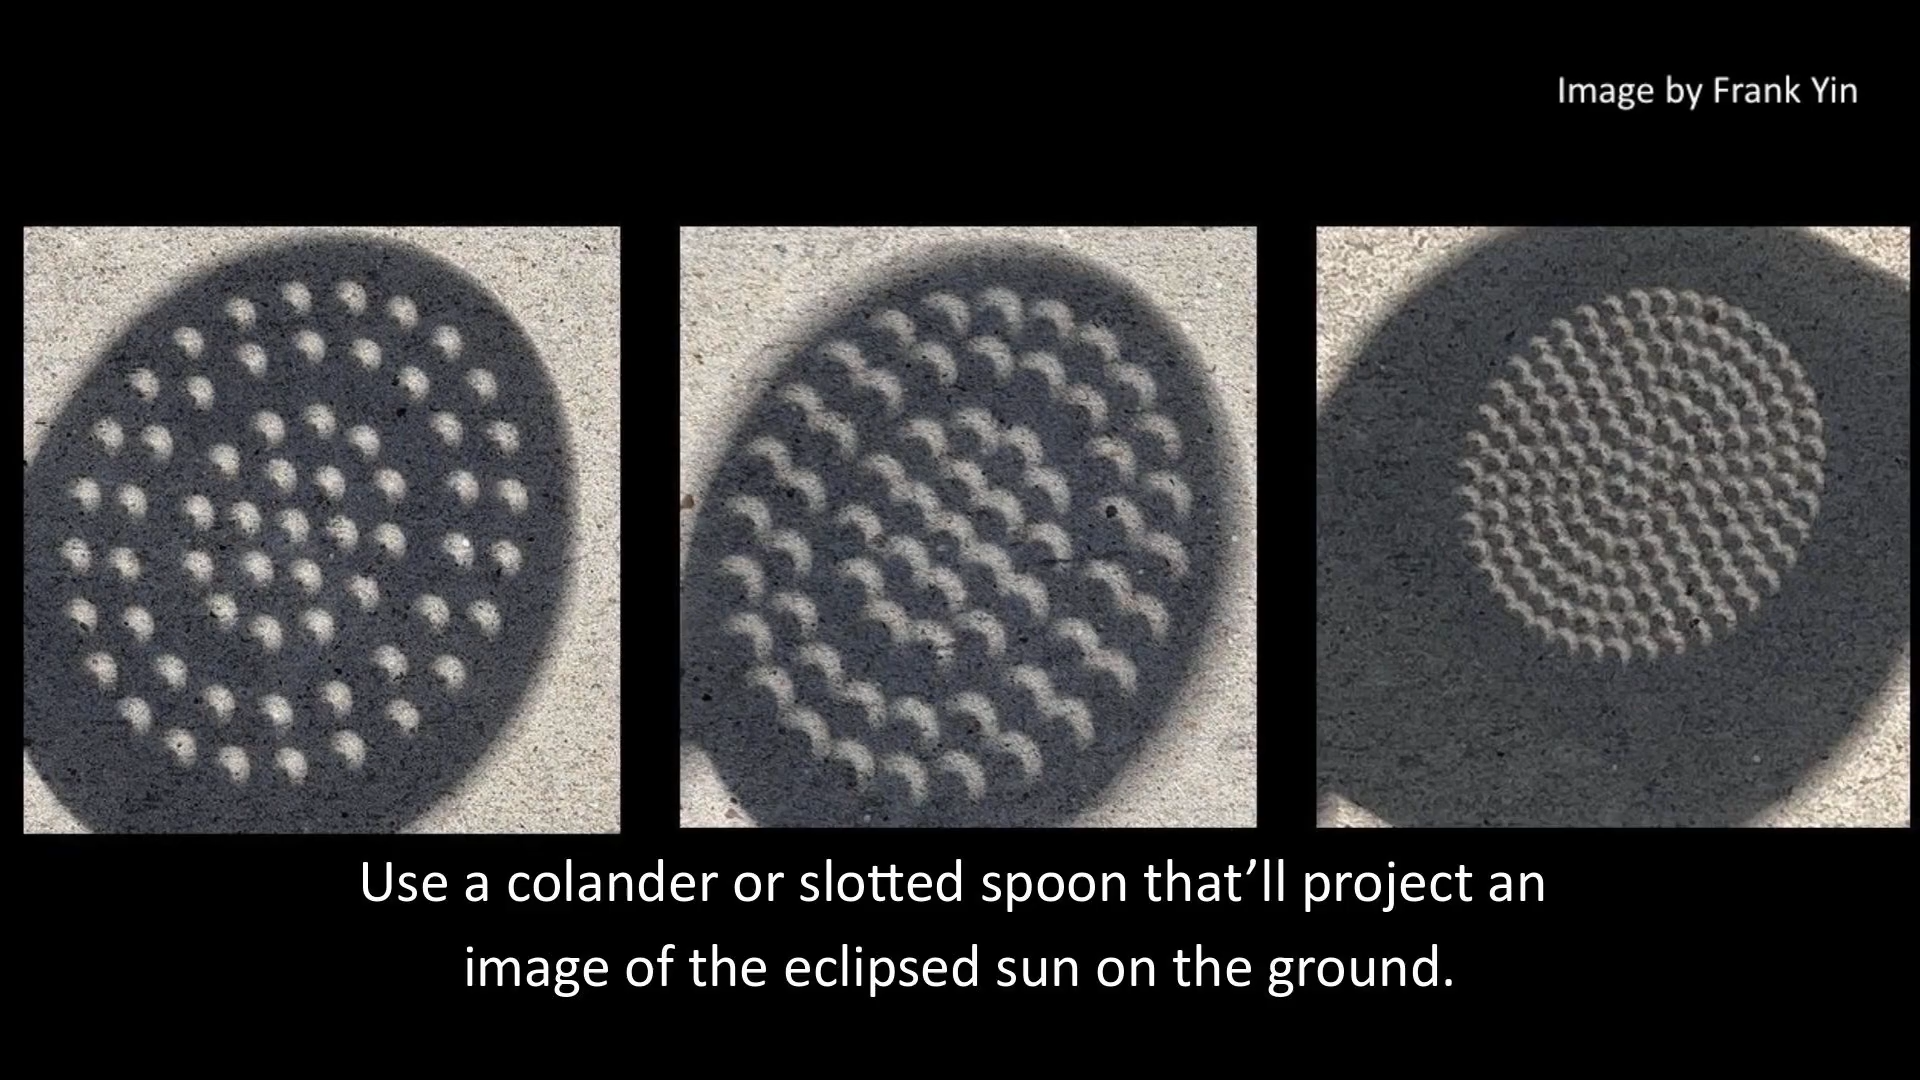 Image by Frank Yin
Use a colander or slotted spoon that’ll project an
image of the eclipsed sun on the ground.